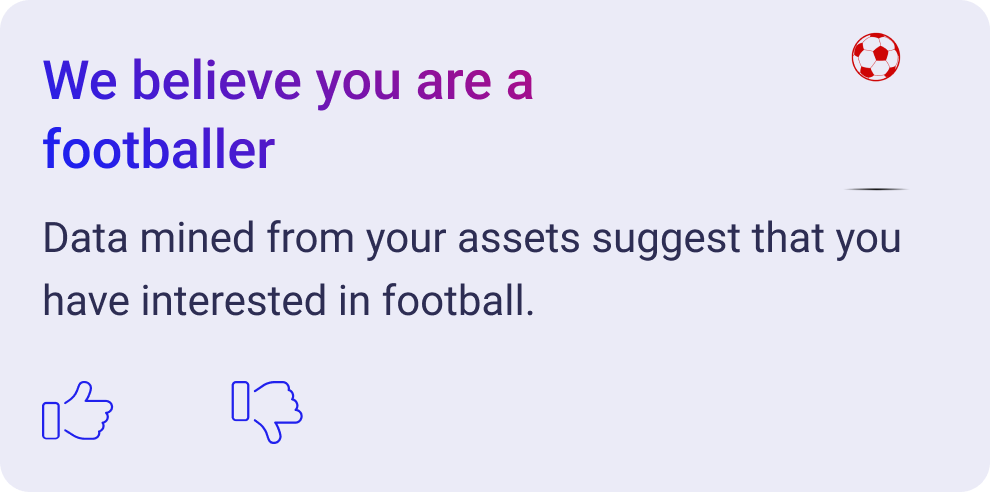 We believe you are a
footballer
Data mined from your assets suggest that you
have interested in football.